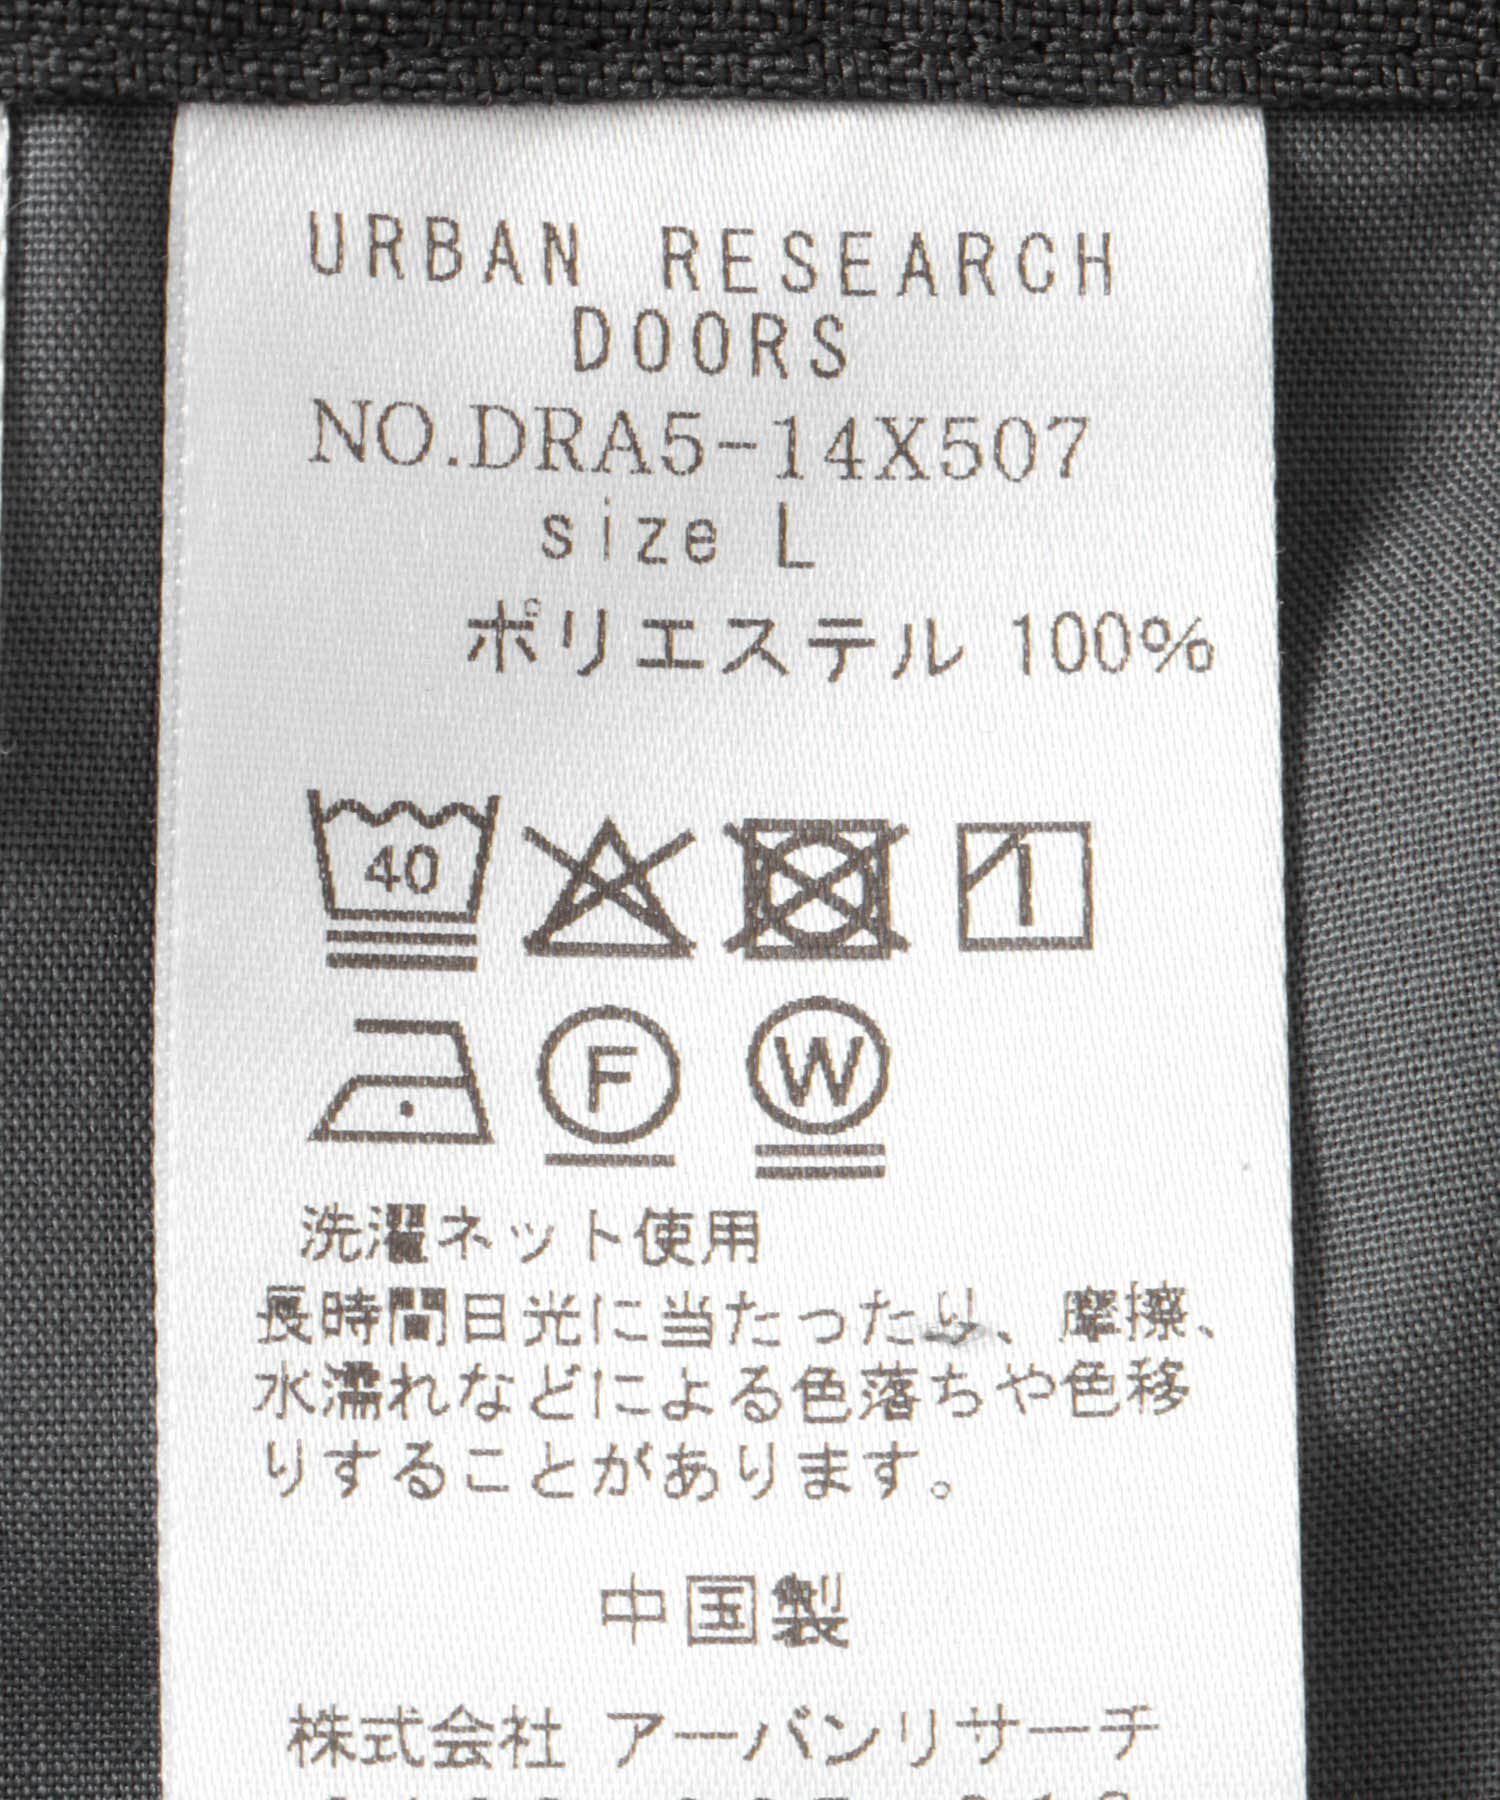 URBAN RESEARCH
DOORS
NO.DRA5-14X507
size L
ポリエステル 100%
40
F W
洗濯ネット使用
長時間日光に当たったり、摩擦、
水濡れなどによる色落ちや色移
りすることがあります。
中国製
株式会社 アーバンリサーチ